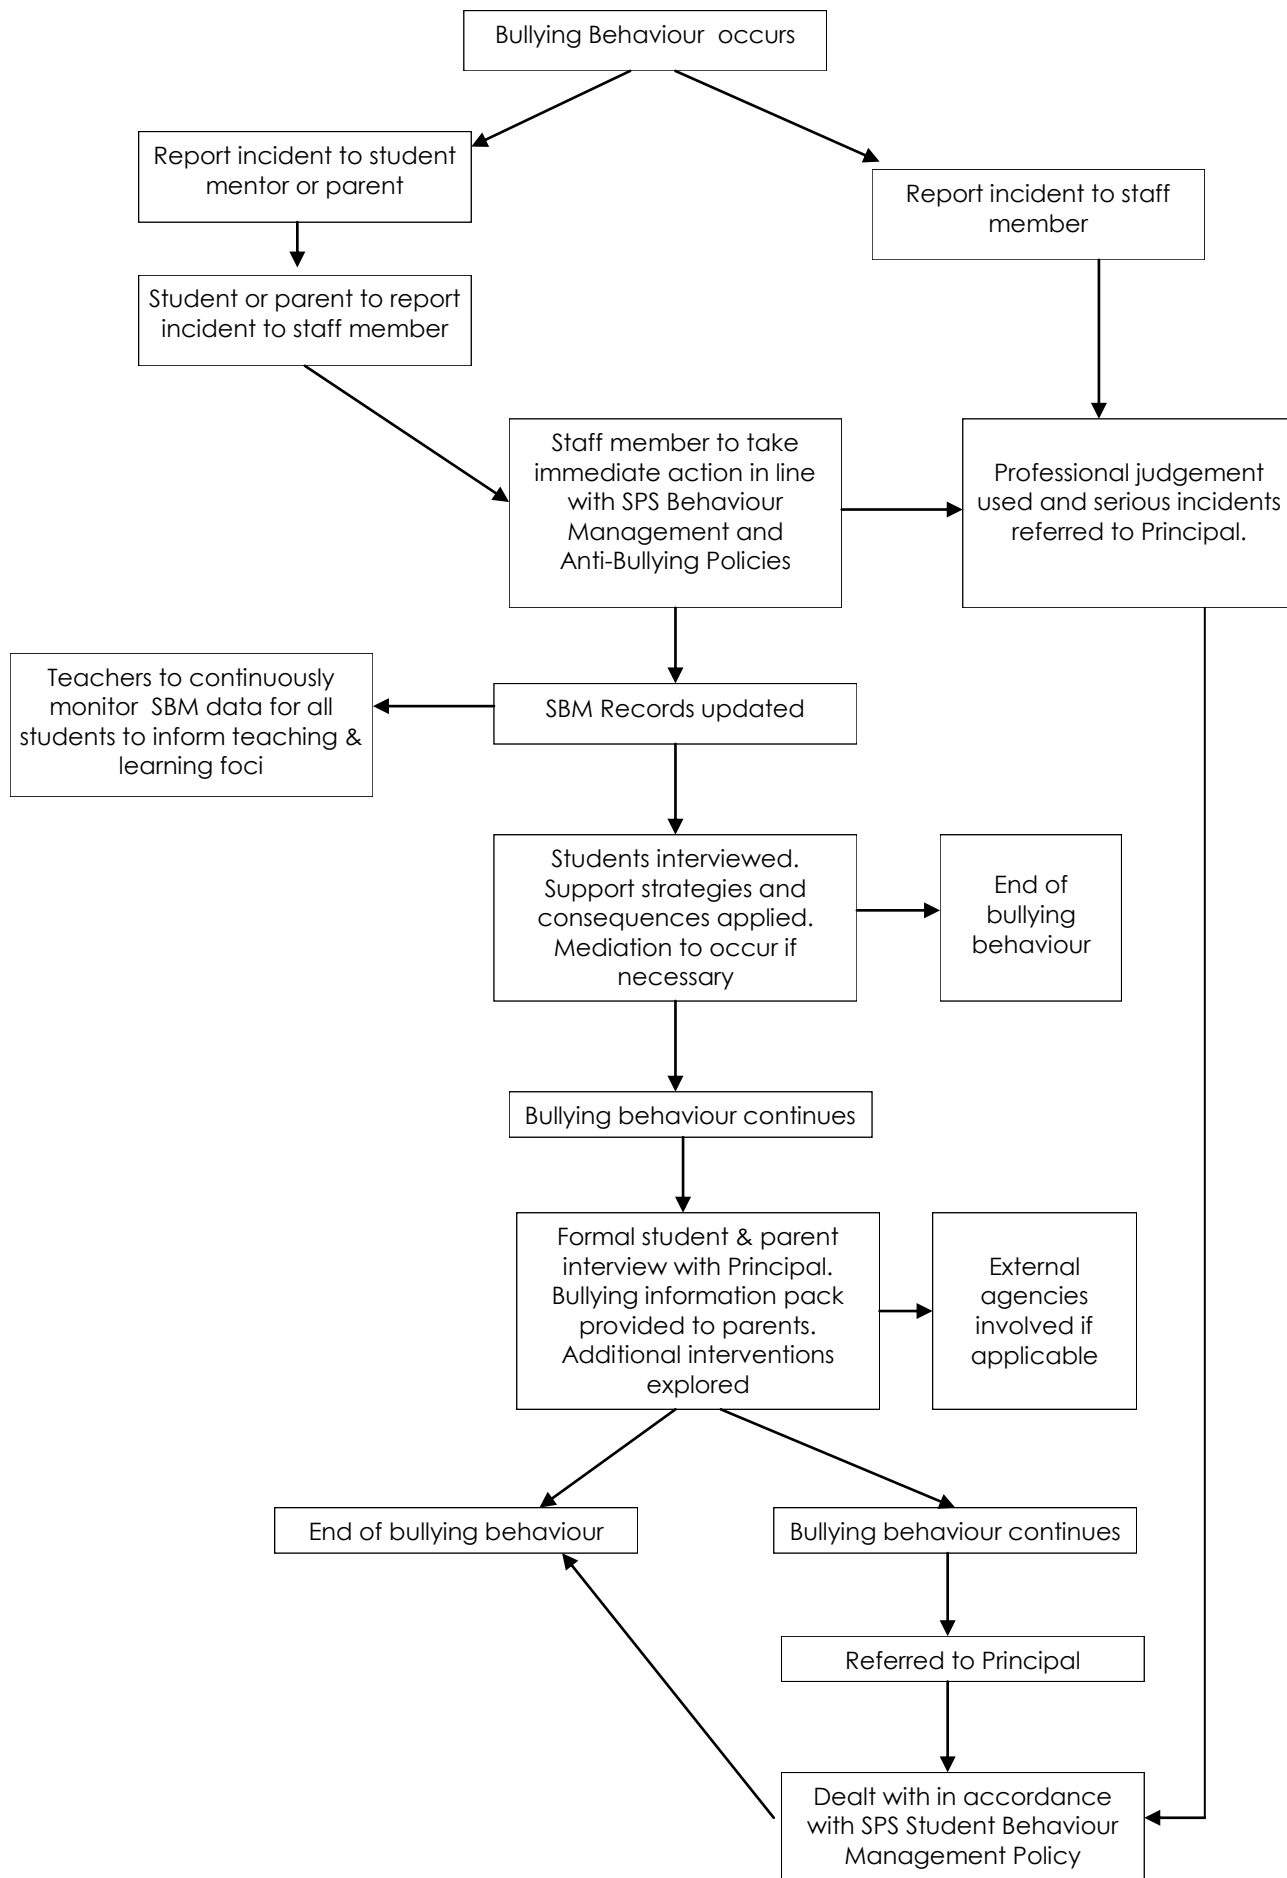 Bullying Behaviour  occurs
Report incident to student
mentor or parent
Report incident to staff
member
Student or parent to report
incident to staff member
Staff member to take
immediate action in line
with SPS Behaviour
Management and
Anti-Bullying Policies
Professional judgement
used and serious incidents
referred to Principal.
Teachers to continuously
monitor  SBM data for all
students to inform teaching &
learning foci
SBM Records updated
Students interviewed.
Support strategies and
consequences applied.
Mediation to occur if
necessary
End of
bullying
behaviour
Bullying behaviour continues
Formal student & parent
interview with Principal.
Bullying information pack
provided to parents.
Additional interventions
explored
External
agencies
involved if
applicable
End of bullying behaviour
Bullying behaviour continues
Referred to Principal
Dealt with in accordance
with SPS Student Behaviour
Management Policy